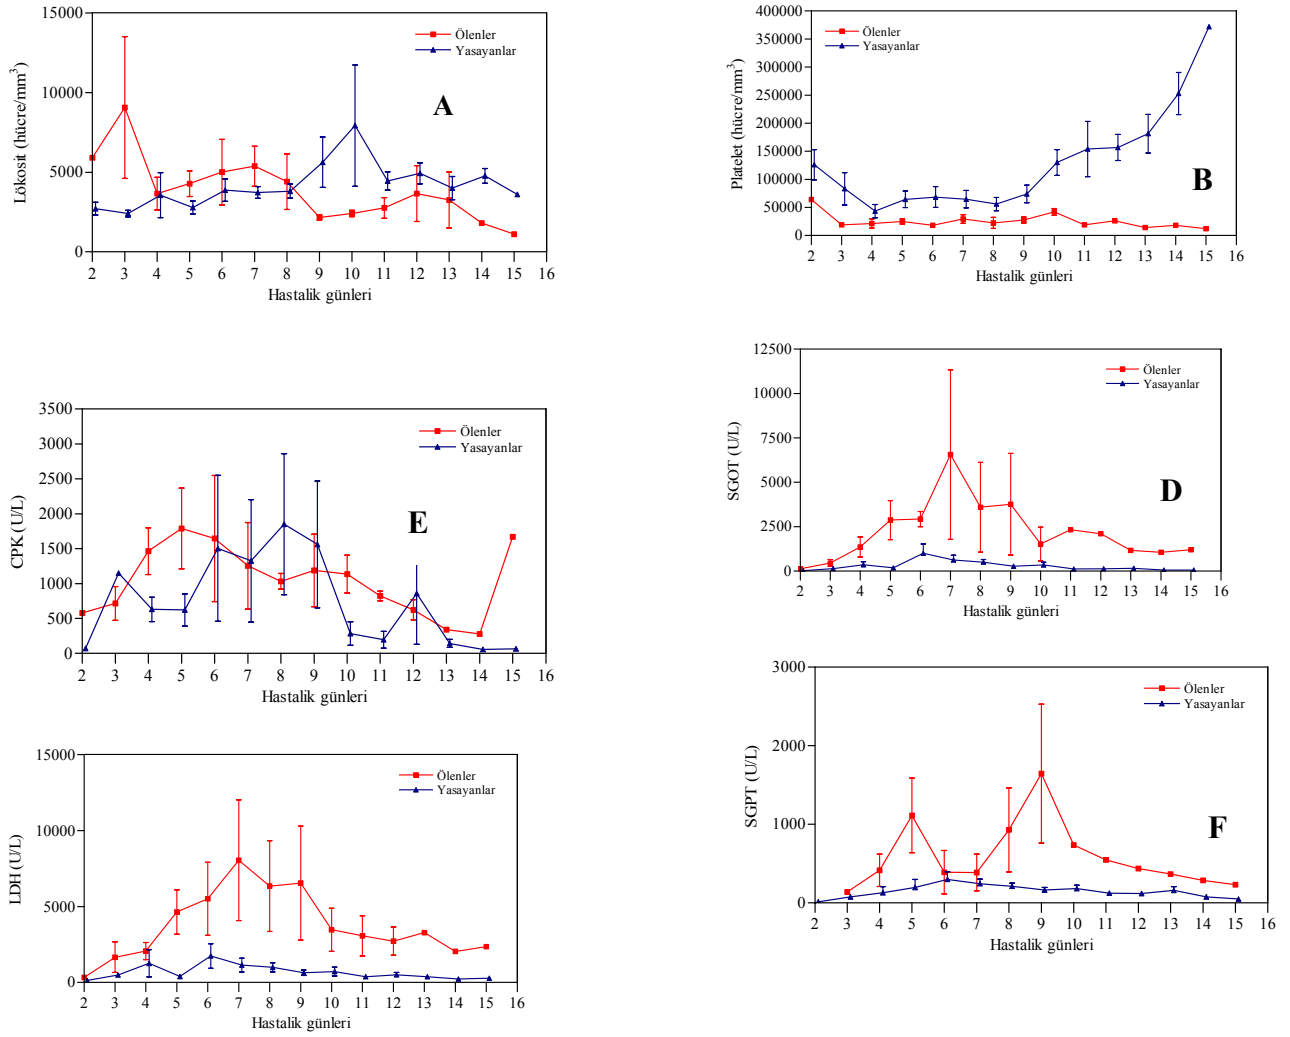 15000
10000
5000
0
Lökosit (hücre/mm3)
Ölenler
Yasayanlar
A
2 3 4 5 6 7 8 9 10 11 12 13 14 15 16
Hastalik günleri
400000
350000
300000
250000
200000
150000
100000
50000
0
Platelet (hücre/mm3)
Ölenler
Yasayanlar
B
2 3 4 5 6 7 8 9 10 11 12 13 14 15 16
Hastalik günleri
3500
3000
2500
2000
1500
1000
500
0
CPK (U/L)
Ölenler
Yasayanlar
E
2 3 4 5 6 7 8 9 10 11 12 13 14 15 16
Hastalik günleri
12500
10000
7500
5000
2500
0
SGOT (U/L)
Ölenler
Yasayanlar
D
2 3 4 5 6 7 8 9 10 11 12 13 14 15 16
Hastalik günleri
15000
10000
5000
0
LDH (U/L)
Ölenler
Yasayanlar
2 3 4 5 6 7 8 9 10 11 12 13 14 15 16
Hastalik günleri
3000
2000
1000
0
SGPT (U/L)
Ölenler
Yasayanlar
F
2 3 4 5 6 7 8 9 10 11 12 13 14 15 16
Hastalik günleri